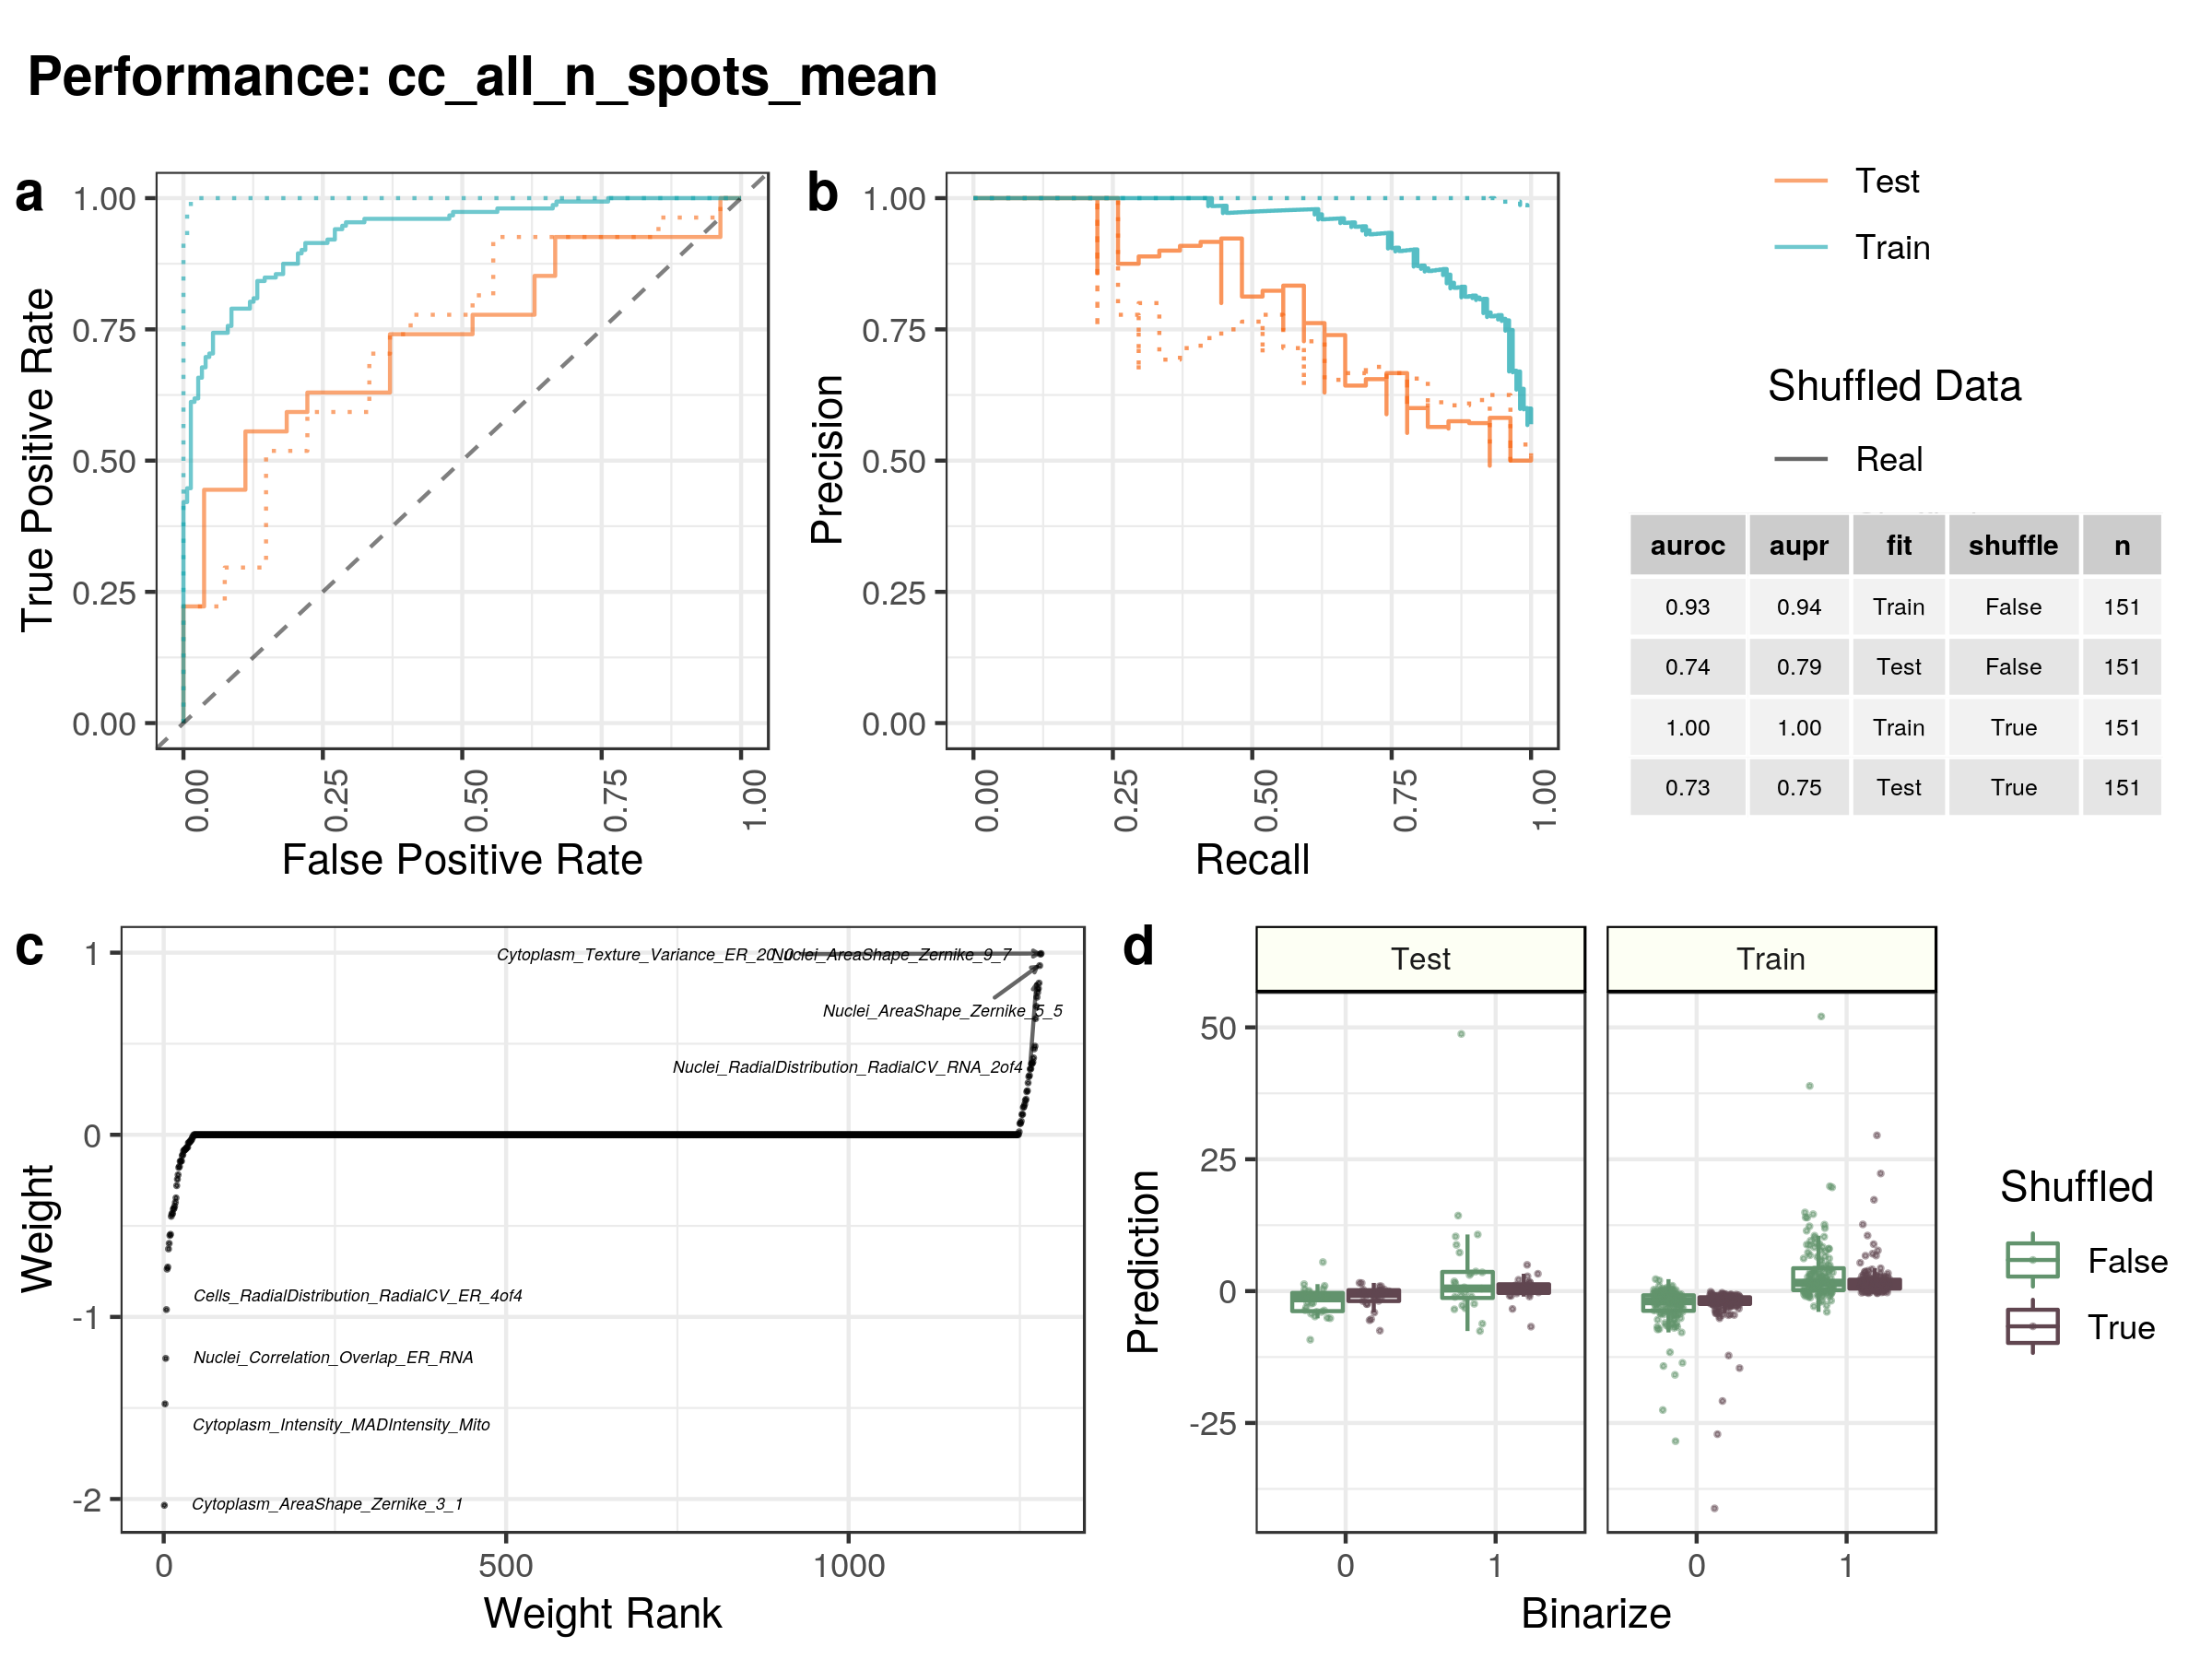 Performance: cc_all_n_spots_mean
a
True Positive Rate
1.00
0.75
0.50
0.25
0.00
0.00
0.25
0.50
0.75
1.00
False Positive Rate
b
Precision
1.00
0.75
0.50
0.25
0.00
0.00
0.25
0.50
0.75
1.00
Recall
Test
Train
Shuffled Data
Real
auroc aupr fit shuffle n
0.93 0.94 Train False 151
0.74 0.79 Test False 151
1.00 1.00 Train True 151
0.73 0.75 Test True 151
c
Weight
1
0
-1
-2
Cytoplasm_Texture_Variance_ER_20_0
Nuclei_AreaShape_Zernike_9_7
Nuclei_AreaShape_Zernike_5_5
Nuclei_RadialDistribution_RadialCV_RNA_2of4
Cells_RadialDistribution_RadialCV_ER_4of4
Nuclei_Correlation_Overlap_ER_RNA
Cytoplasm_Intensity_MADIntensity_Mito
Cytoplasm_AreaShape_Zernike_3_1
0
500
1000
Weight Rank
d
Test
Train
Prediction
50
25
0
-25
0
1
0
1
Binarize
Shuffled
False
True